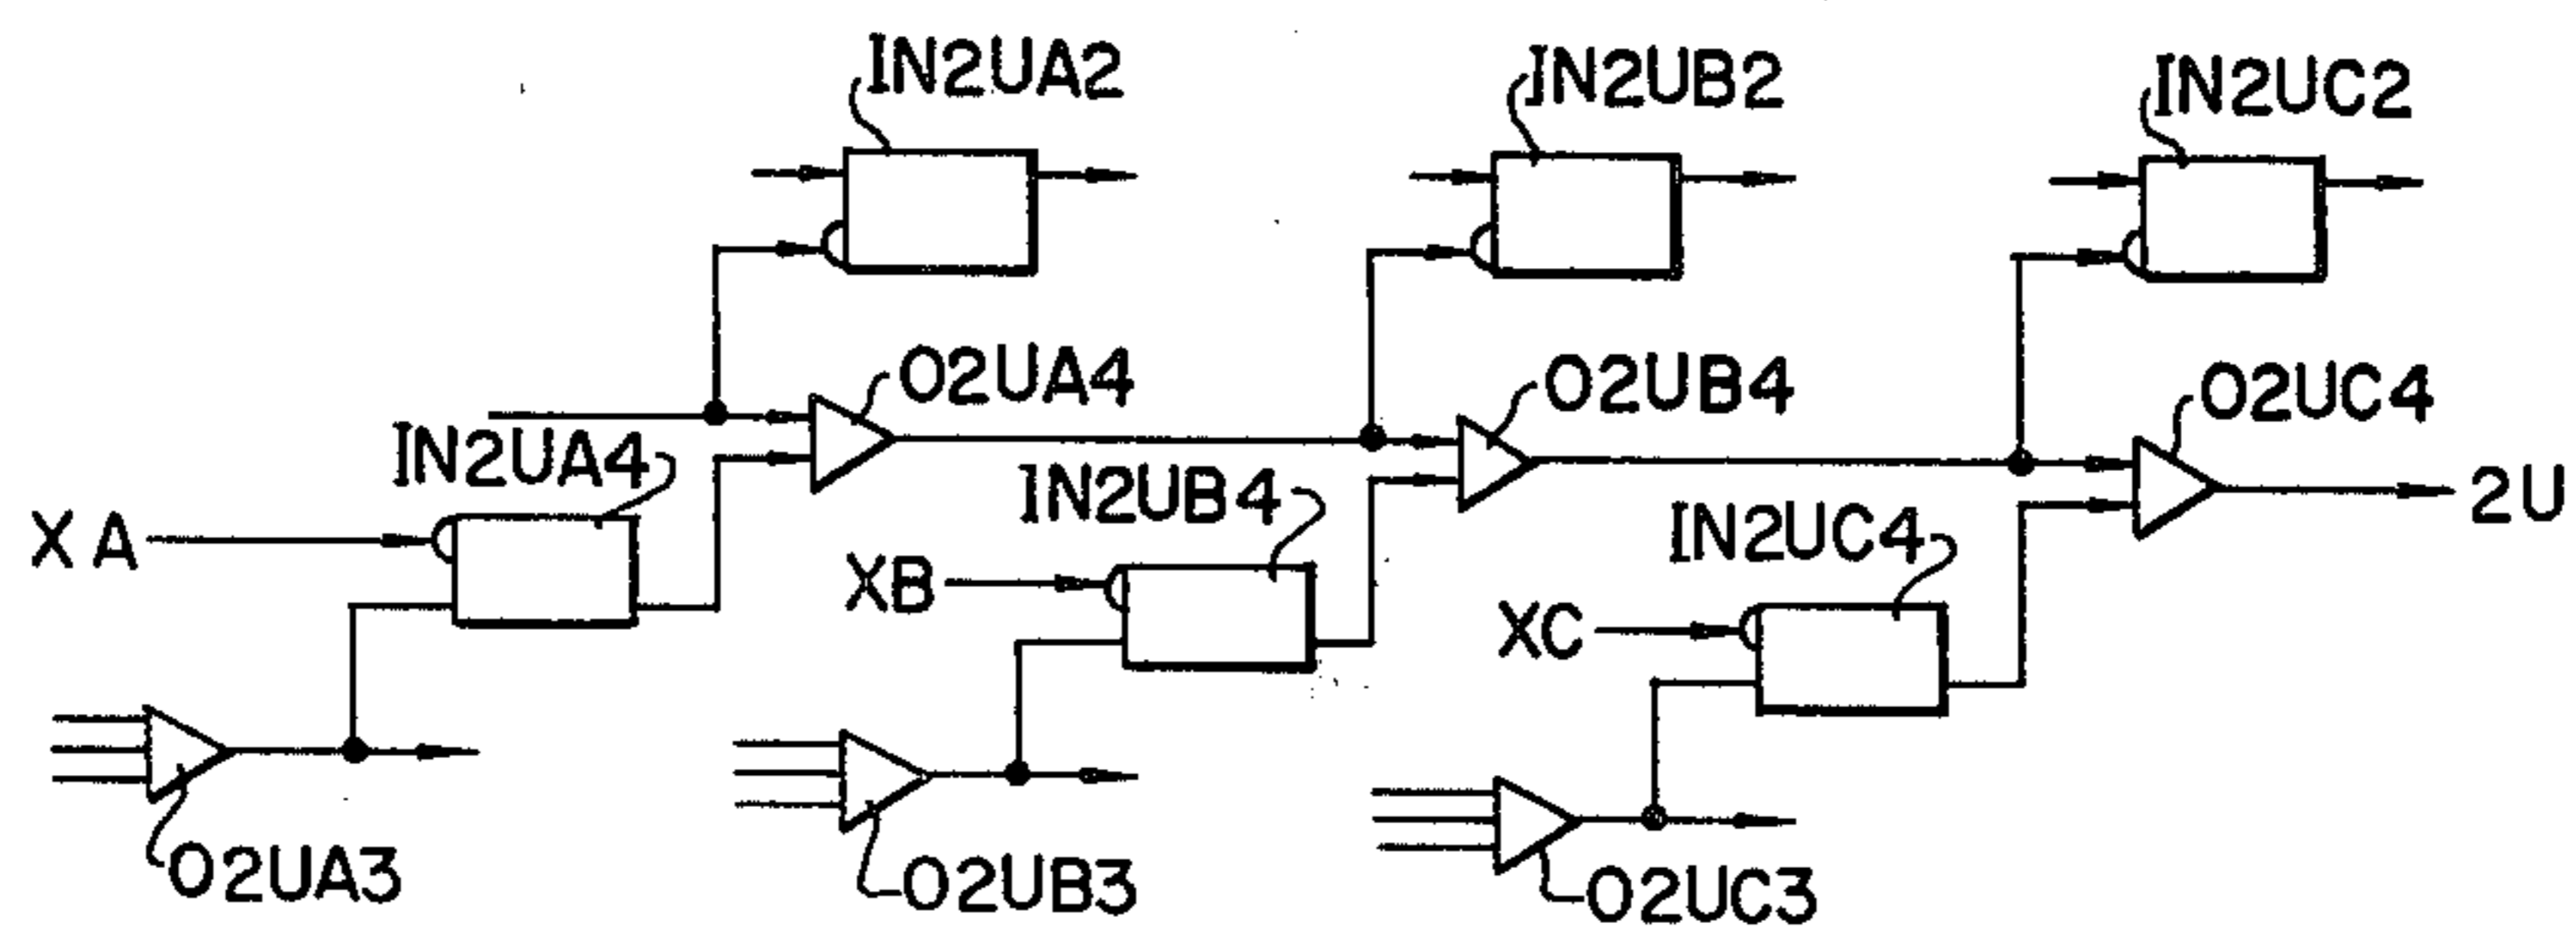 IN2UA2
IN2UB2
IN2UC2
O2UA4
O2UB4
O2UC4
IN2UA4
IN2UB4
IN2UC4
2U
XA
XB
XC
O2UA3
O2UB3
O2UC3